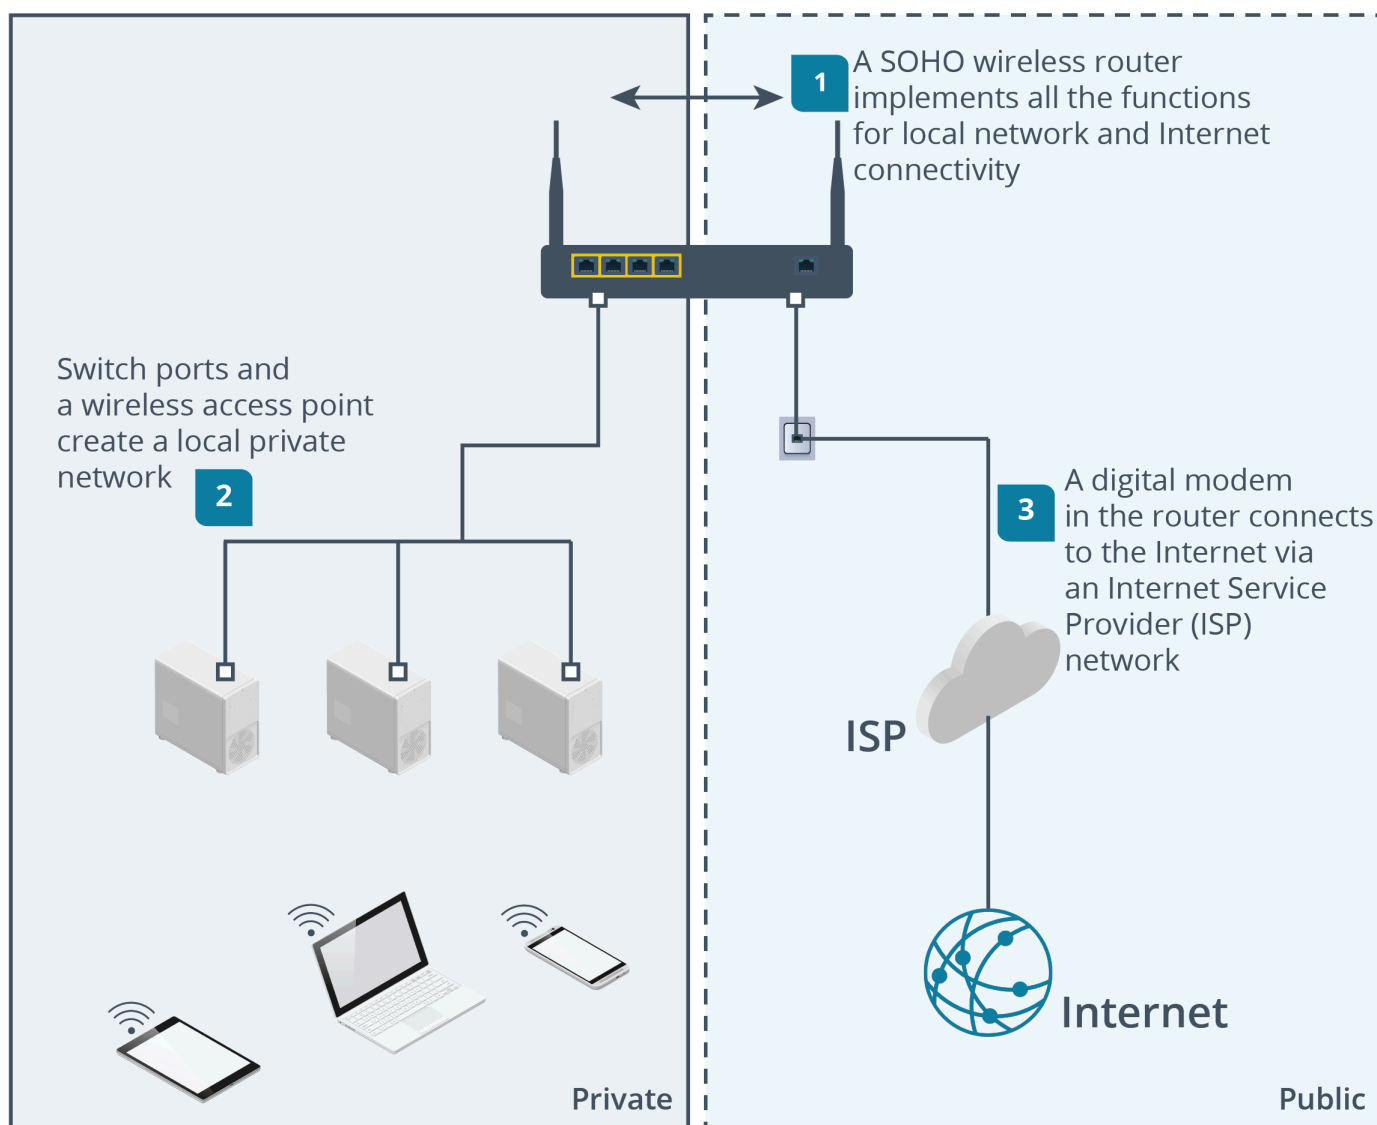 1
A SOHO wireless router
implements all the functions
for local network and Internet
connectivity
Switch ports and
a wireless access point
create a local private
network
2
3
A digital modem
in the router connects
to the Internet via
an Internet Service
Provider (ISP)
network
ISP
Internet
Private
Public